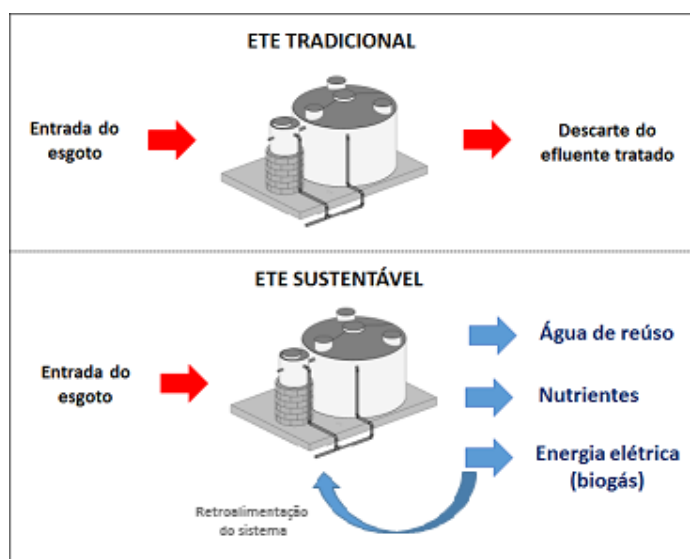 ETE TRADICIONAL
Entrada do
esgoto
Descarte do
efluente tratado
ETE SUSTENTÁVEL
Entrada do
esgoto
Água de reúso
Nutrientes
Energia elétrica
(biogás)
Retroalimentação
do sistema